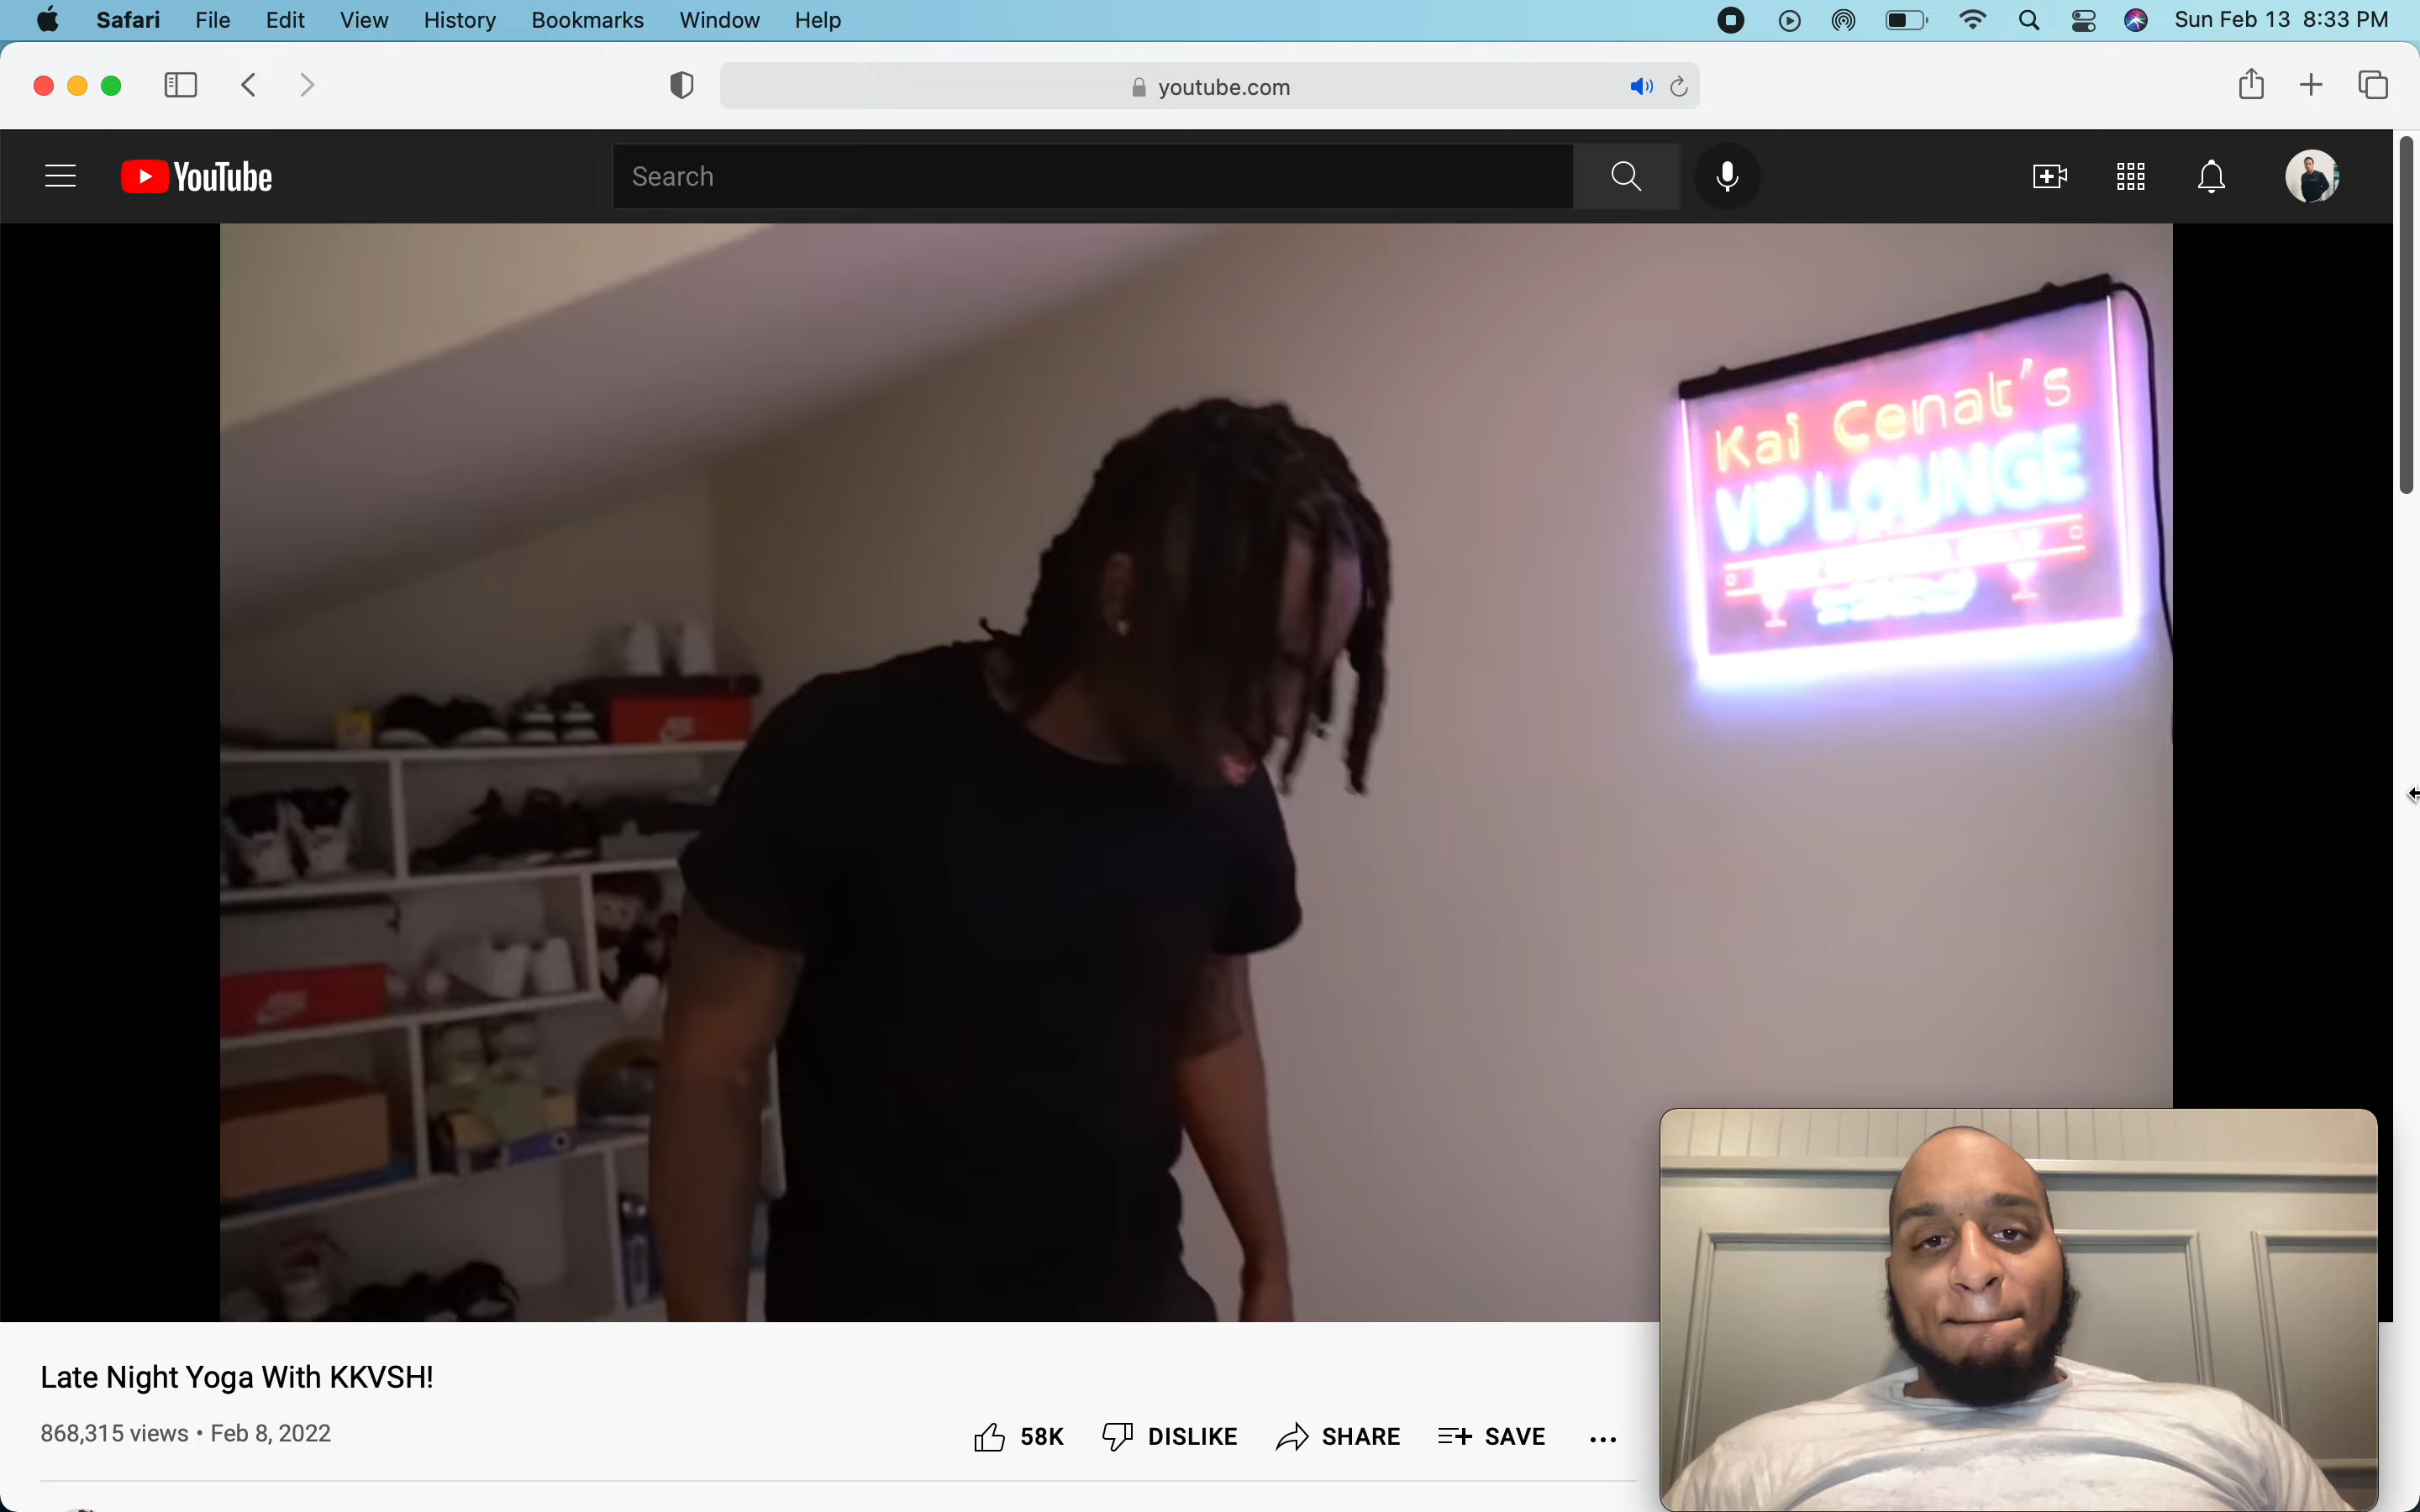 Safari File Edit View History Bookmarks Window Help Sun Feb 13 8:33 PM
youtube.com
YouTube Search
Kai Cenat's
VIP LOUNGE
Late Night Yoga With KKVSH!
868,315 views • Feb 8, 2022 58K DISLIKE SHARE SAVE